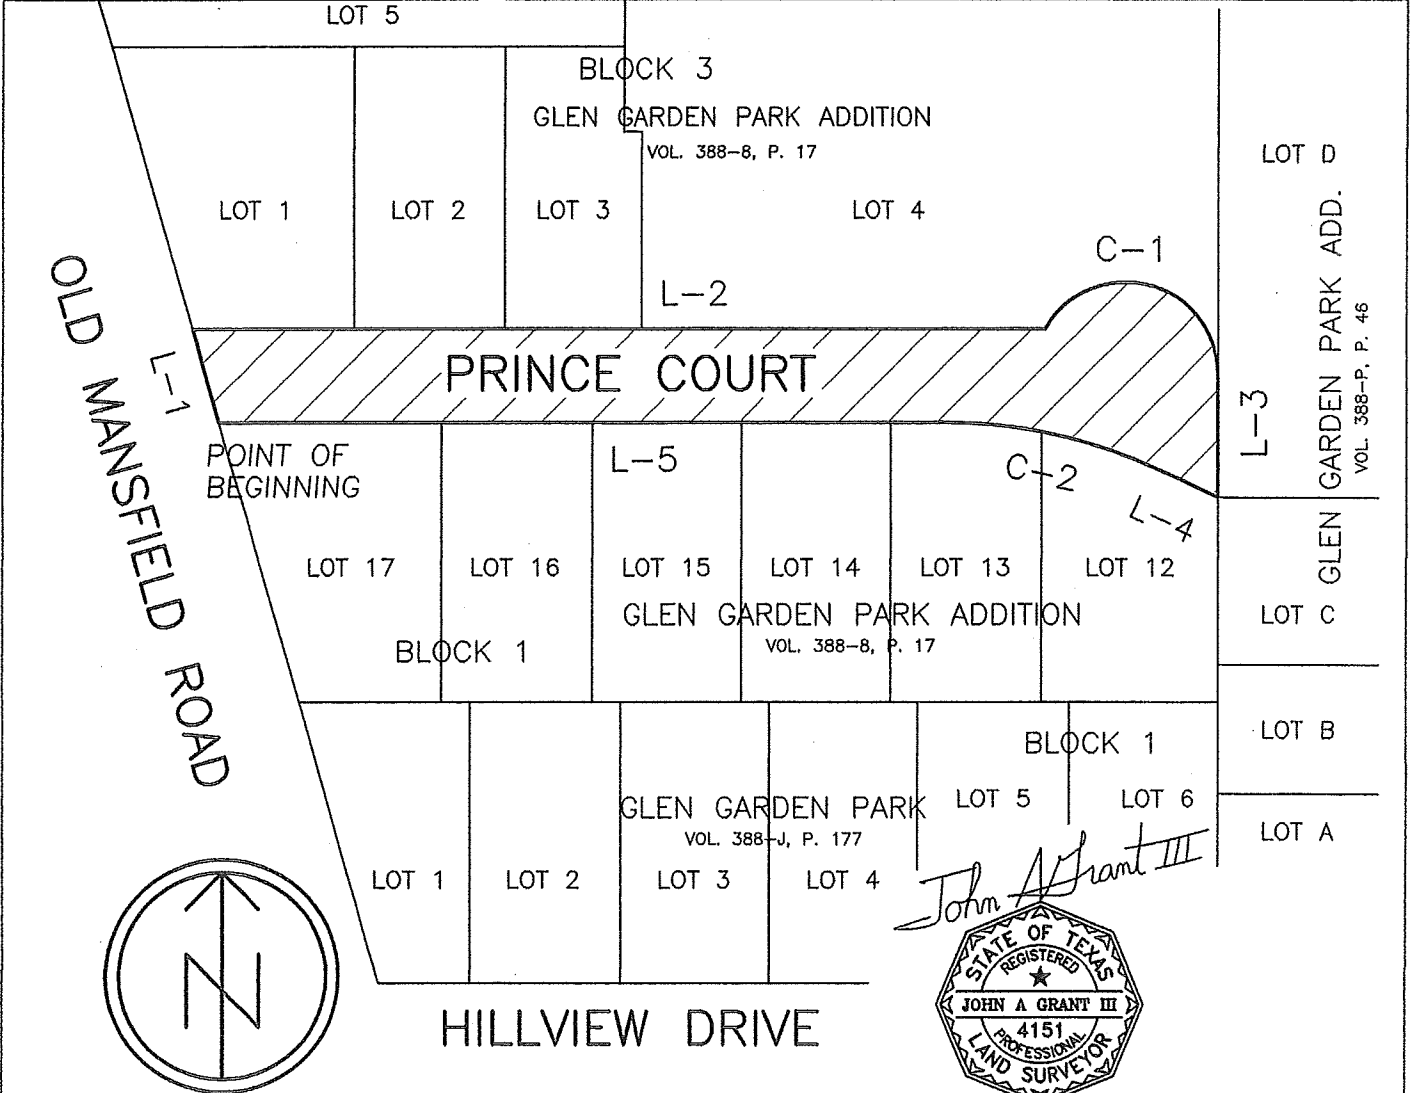 LOT 5
BLOCK 3
GLEN GARDEN PARK ADDITION
VOL. 388-8, P. 17
LOT D
LOT 1
LOT 2
LOT 3
LOT 4
C-1
L-2
OLD MANSFIELD ROAD
L-1
PRINCE COURT
L-3
GLEN GARDEN PARK ADD.
VOL. 388-P, P. 46
POINT OF
BEGINNING
L-5
C-2
L-4
LOT 17
LOT 16
LOT 15
LOT 14
LOT 13
LOT 12
GLEN GARDEN PARK ADDITION
VOL. 388-8, P. 17
LOT C
BLOCK 1
BLOCK 1
LOT B
GLEN GARDEN PARK
VOL. 388-J, P. 177
LOT 5
LOT 6
LOT A
LOT 1
LOT 2
LOT 3
LOT 4
John A Grant III
STATE OF TEXAS
REGISTERED
JOHN A GRANT III
4151
PROFESSIONAL
LAND SURVEYOR
N
HILLVIEW DRIVE